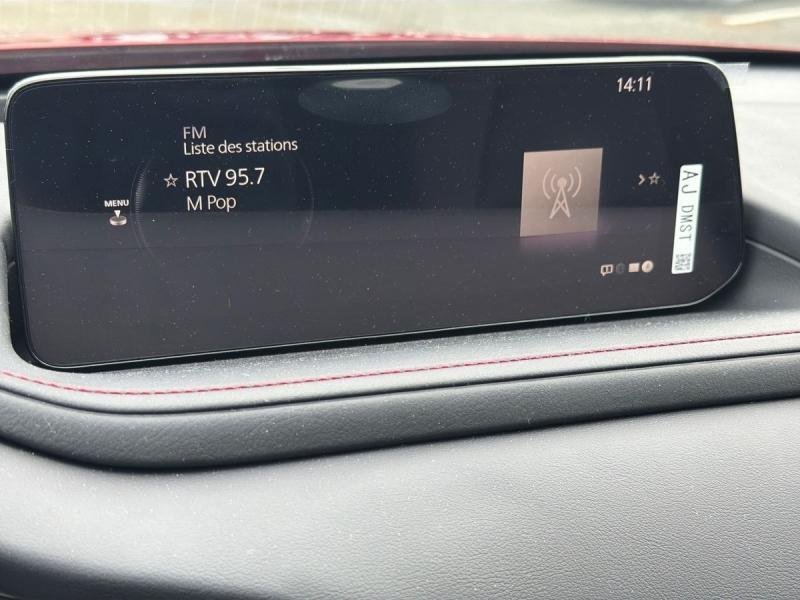 14:11
FM
Liste des stations
RTV 95.7
M Pop
MENU
AJ DMST